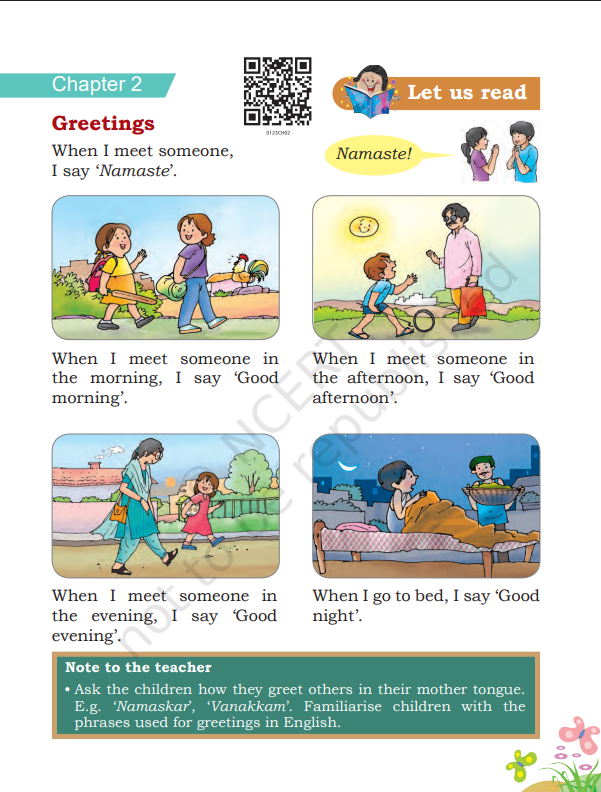 Chapter 2
0123CH02
Let us read
Greetings
When I meet someone,
I say ‘Namaste’.
Namaste!
When I meet someone in
the morning, I say ‘Good
morning’.
When I meet someone in
the afternoon, I say ‘Good
afternoon’.
When I meet someone in
the evening, I say ‘Good
evening’.
When I go to bed, I say ‘Good
night’.
Note to the teacher
• Ask the children how they greet others in their mother tongue.
E.g. ‘Namaskar’, ‘Vanakkam’. Familiarise children with the
phrases used for greetings in English.
© NCERT
not to be republished